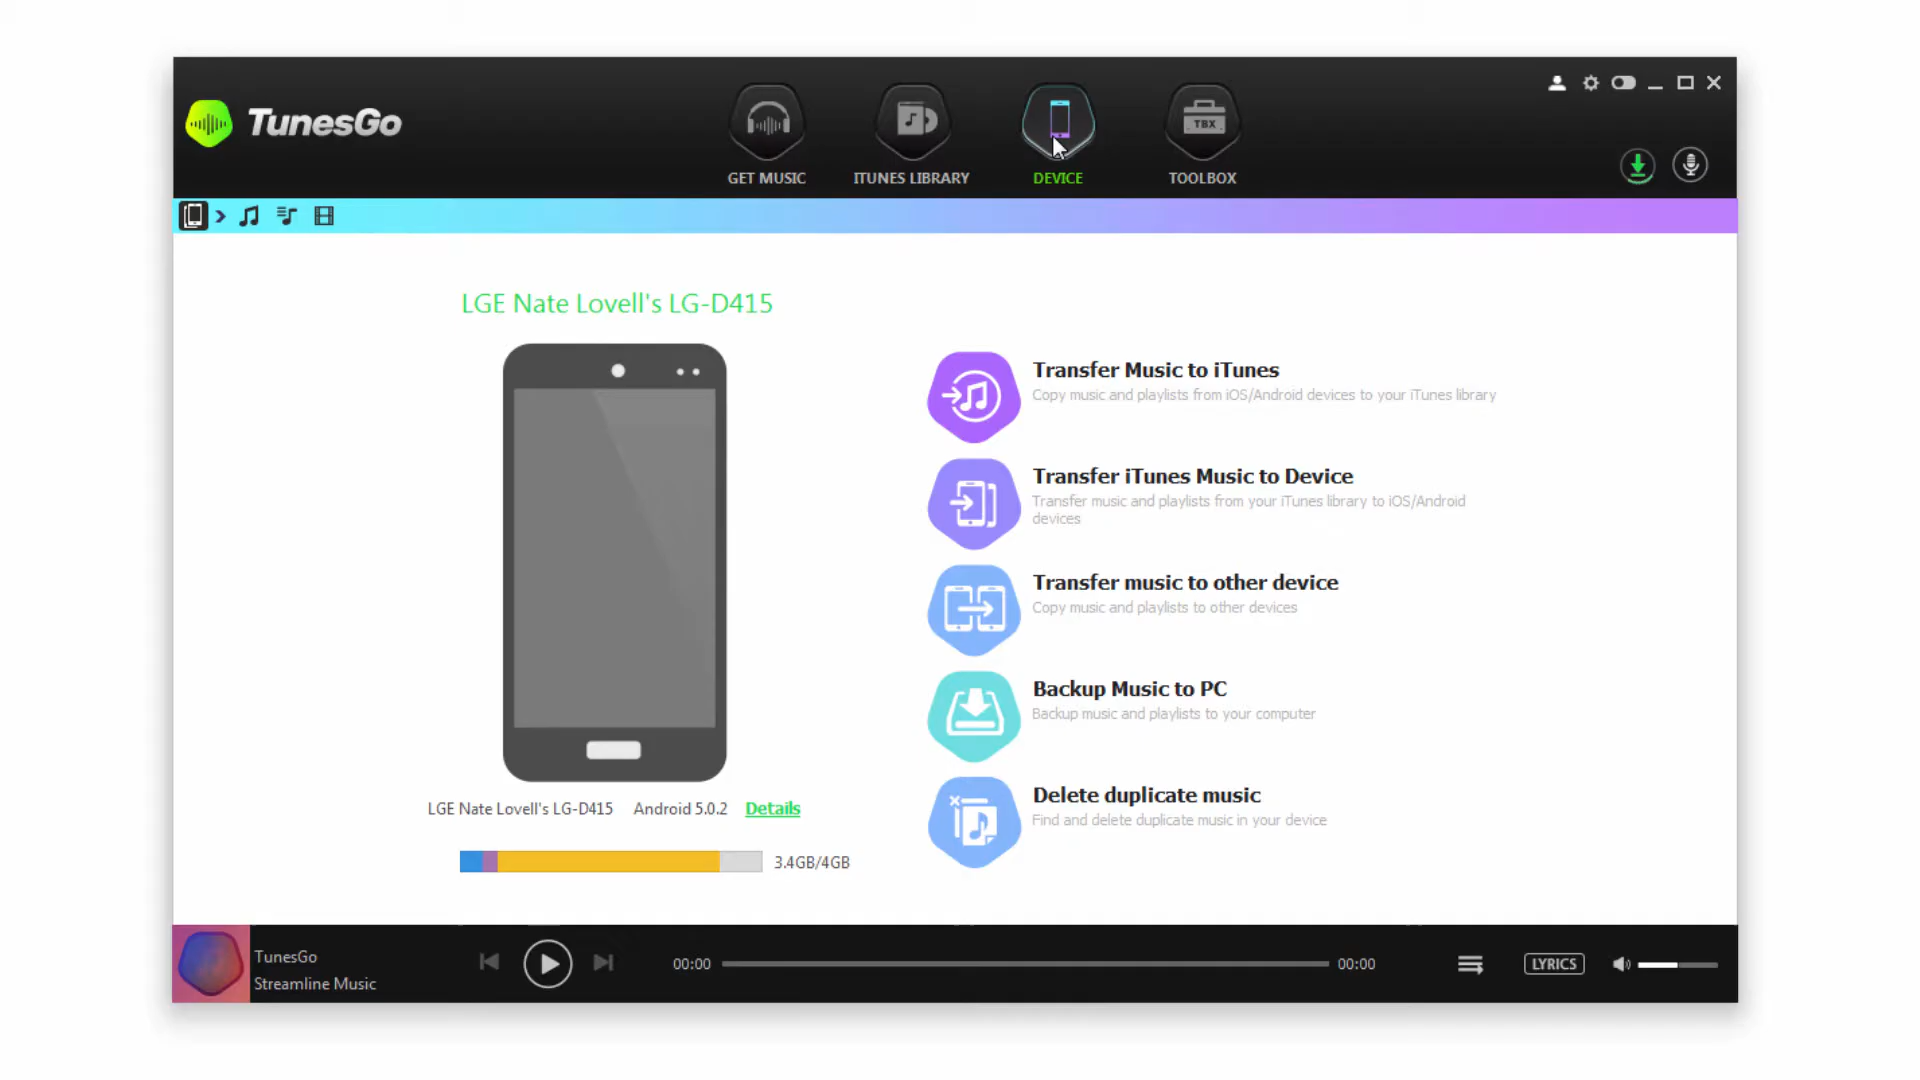 TunesGo
GET MUSIC
ITUNES LIBRARY
DEVICE
TBX
TOOLBOX
LGE Nate Lovell's LG-D415
Transfer Music to iTunes
Copy music and playlists from iOS/Android devices to your iTunes library
Transfer iTunes Music to Device
Transfer music and playlists from your iTunes library to iOS/Android
devices
Transfer music to other device
Copy music and playlists to other devices
Backup Music to PC
Backup music and playlists to your computer
Delete duplicate music
Find and delete duplicate music in your device
LGE Nate Lovell's LG-D415 Android 5.0.2 Details
3.4GB/4GB
TunesGo
Streamline Music
00:00
00:00
LYRICS